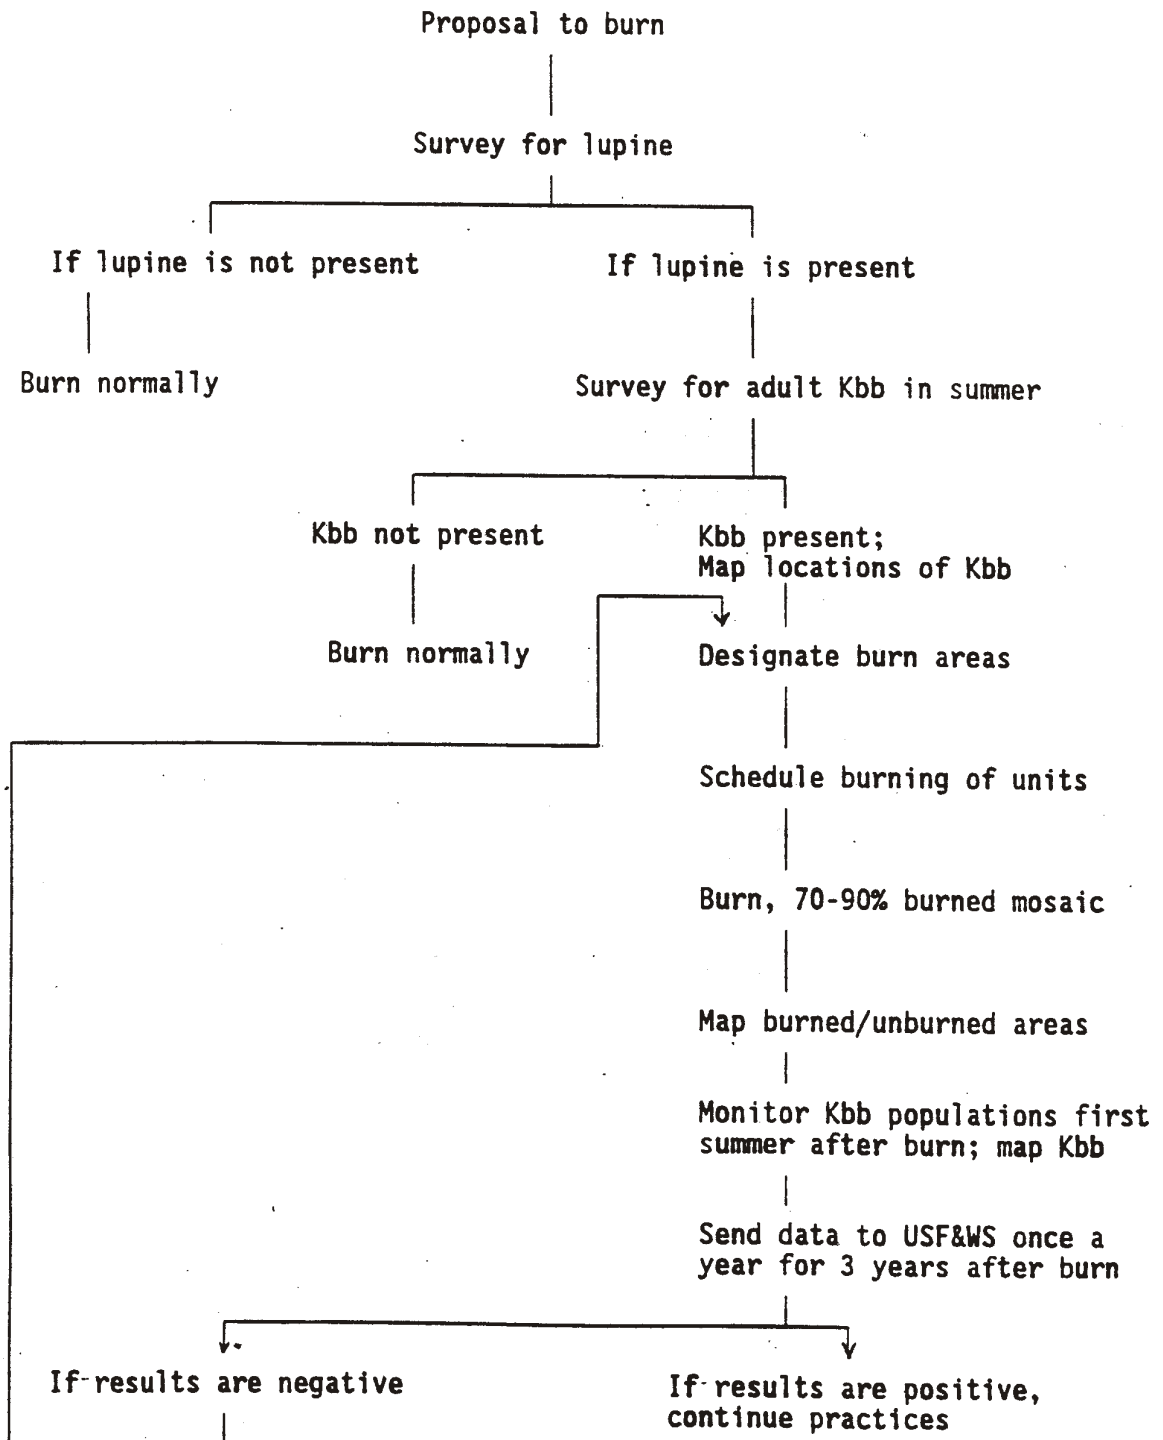 Proposal to burn
Survey for lupine
If lupine is not present
If lupine is present
Burn normally
Survey for adult Kbb in summer
Kbb not present
Kbb present;
Map locations of Kbb
Burn normally
Designate burn areas
Schedule burning of units
Burn, 70-90% burned mosaic
Map burned/unburned areas
Monitor Kbb populations first
summer after burn; map Kbb
Send data to USF&WS once a
year for 3 years after burn
If results are negative
If results are positive,
continue practices